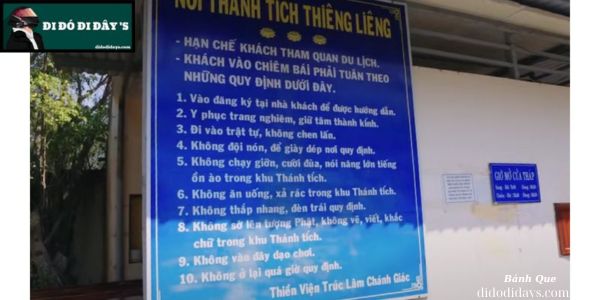 DI DÓ DI DÂY'S
didodidays.com
NƠI THÁNH TÍCH THIÊNG LIÊNG
- HẠN CHẾ KHÁCH THAM QUAN DU LỊCH.
- KHÁCH VÀO CHIÊM BÁI PHẢI TUÂN THEO
NHỮNG QUY ĐỊNH DƯỚI ĐÂY.
1. Vào đăng ký tại nhà khách để được hướng dẫn.
2. Y phục trang nghiêm, giữ tâm thành kính.
3. Đi vào trật tự, không chen lấn.
4. Không đội nón, để giày dép nơi quy định.
5. Không chạy giỡn, cười đùa, nói năng lớn tiếng
ồn ào trong khu Thánh tích.
6. Không ăn uống, xả rác trong khu Thánh tích.
7. Không thắp nhang, đèn trái quy định.
8. Không sờ lên tượng Phật, không vẽ, viết, khắc
chữ trong khu Thánh tích.
9. Không vào đây dạo chơi.
10. Không ở lại quá giờ quy định.
Thiền Viện Trúc Lâm Chánh Giác
GIỜ MỞ CỬA THÁP
Bánh Que
didodidays.com